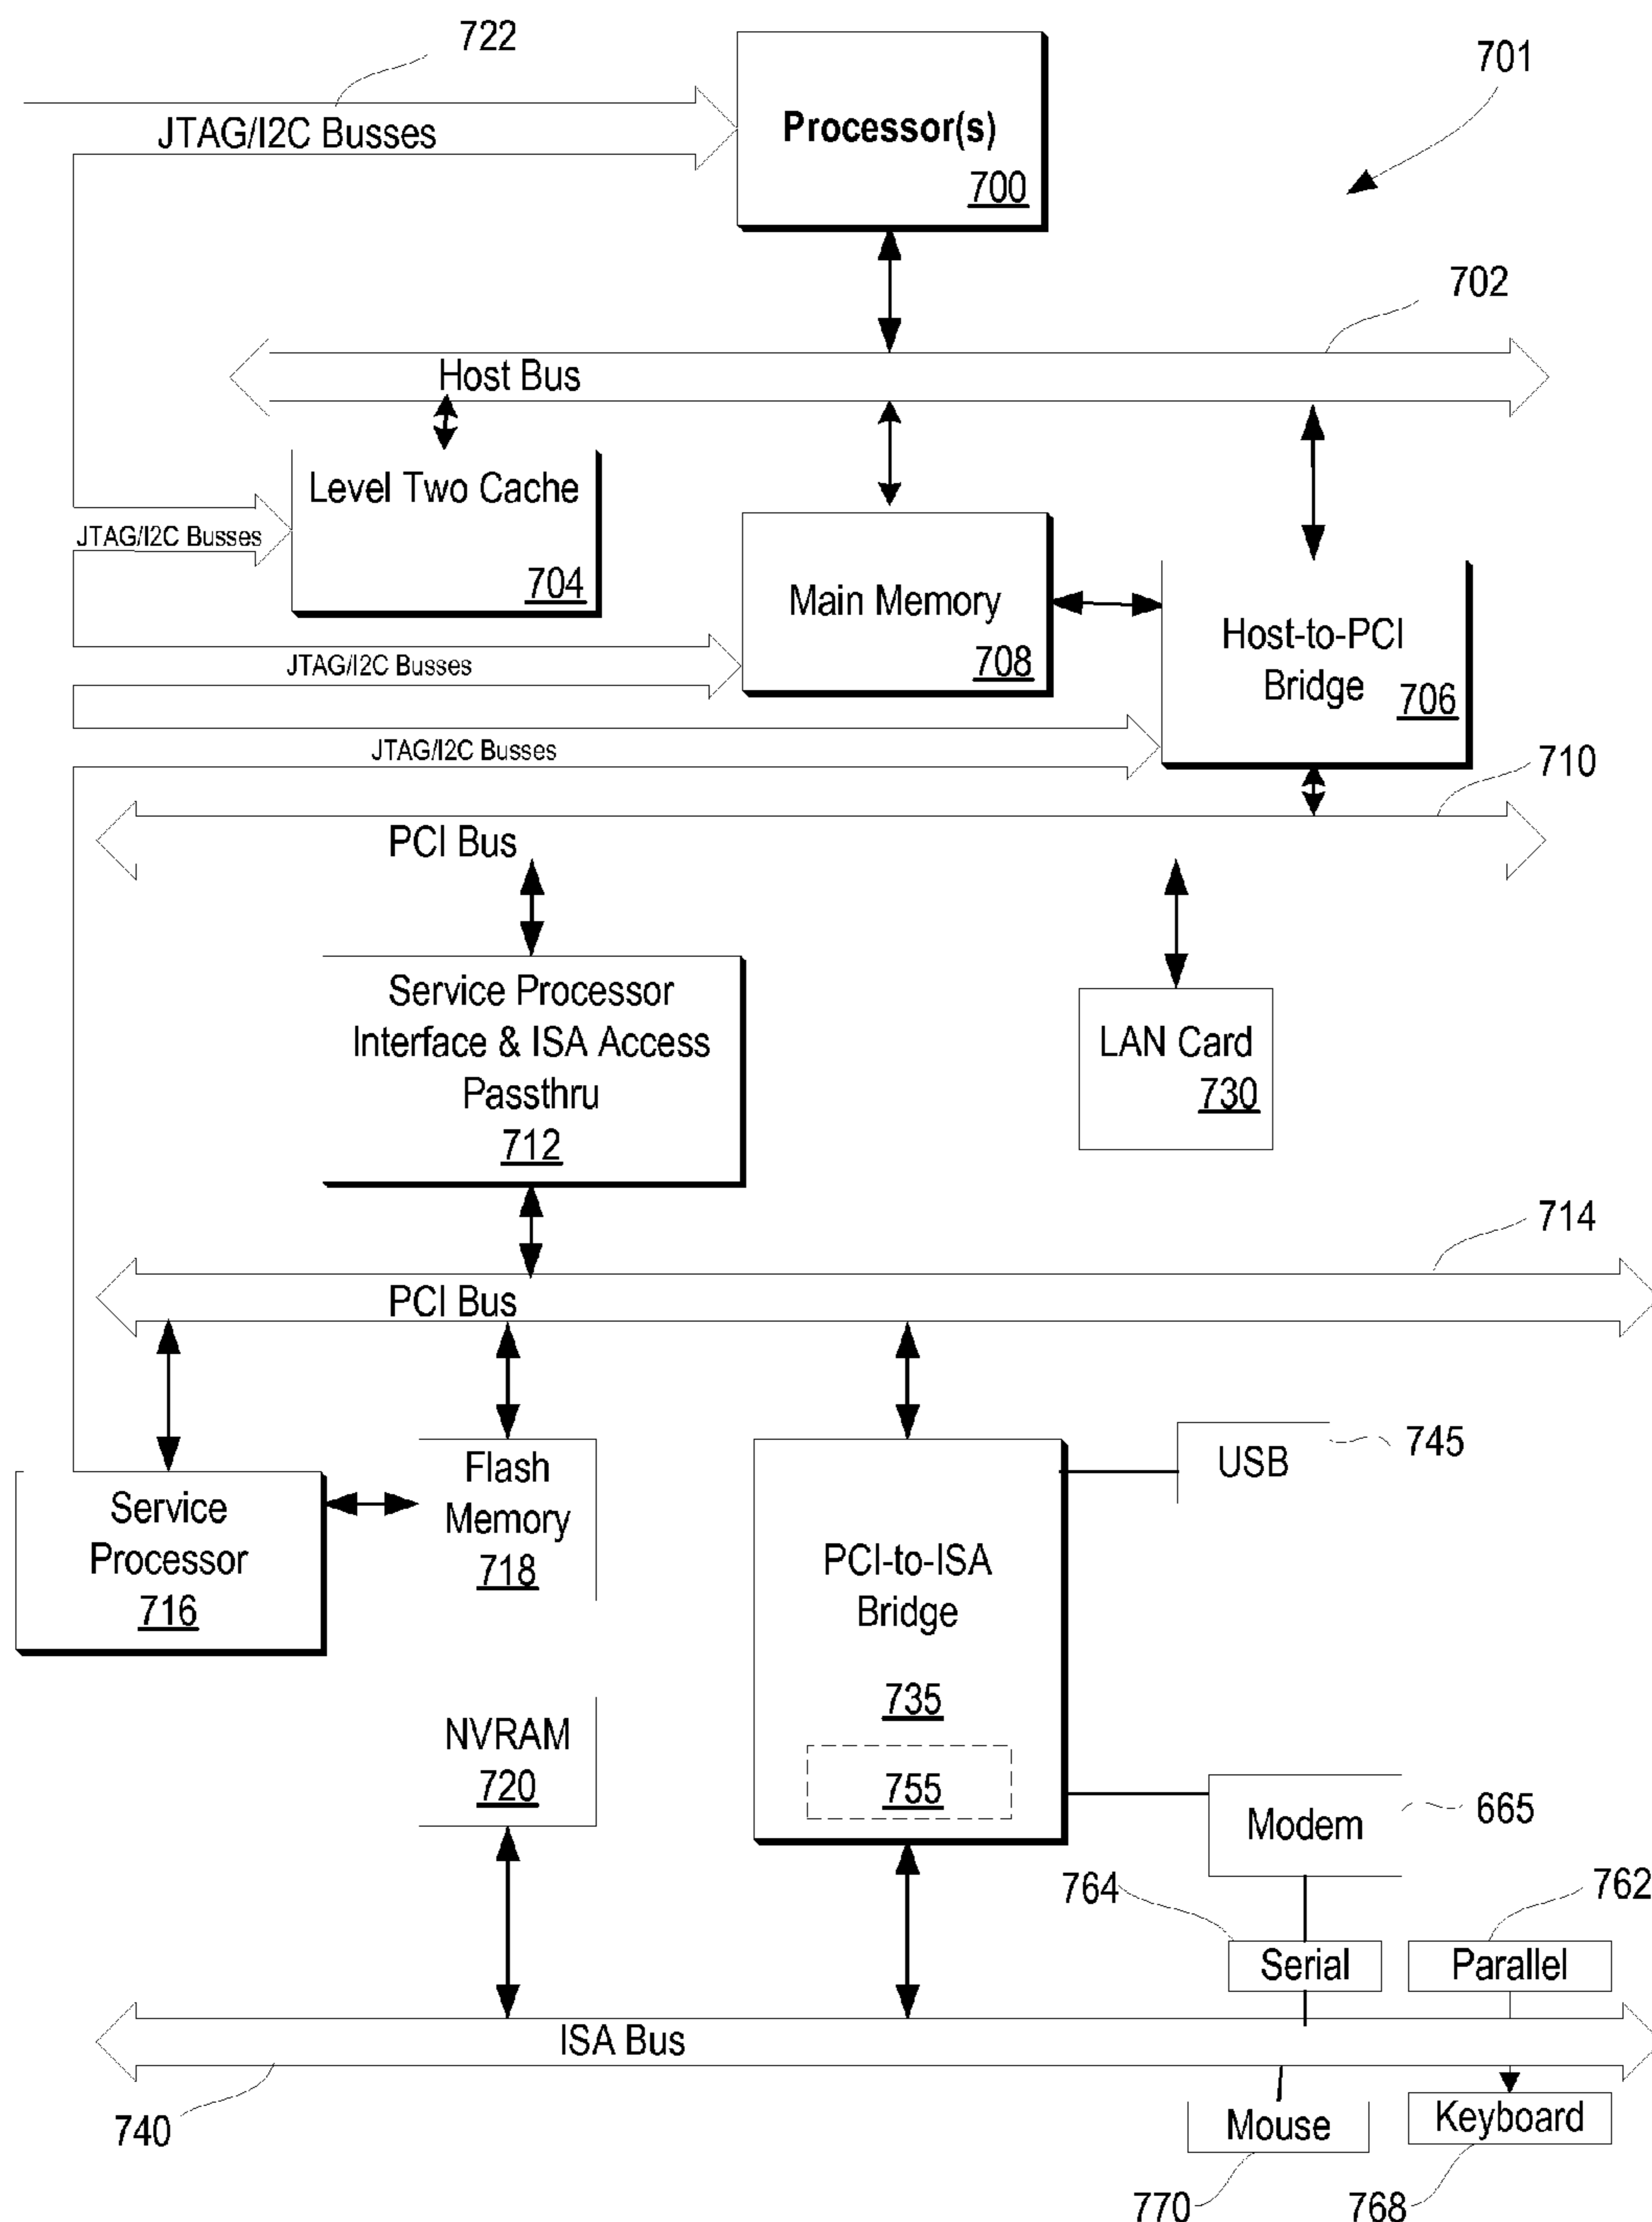 722
701
JTAG/I2C Busses
Processor(s)
700
702
Host Bus
Level Two Cache
704
JTAG/I2C Busses
Main Memory
708
Host-to-PCI
Bridge
706
JTAG/I2C Busses
JTAG/I2C Busses
710
PCI Bus
Service Processor
Interface & ISA Access
Passthru
712
LAN Card
730
714
PCI Bus
Service
Processor
716
Flash
Memory
718
USB
745
PCI-to-ISA
Bridge
735
755
NVRAM
720
Modem
665
764
762
Serial
Parallel
ISA Bus
740
Mouse
Keyboard
770
768